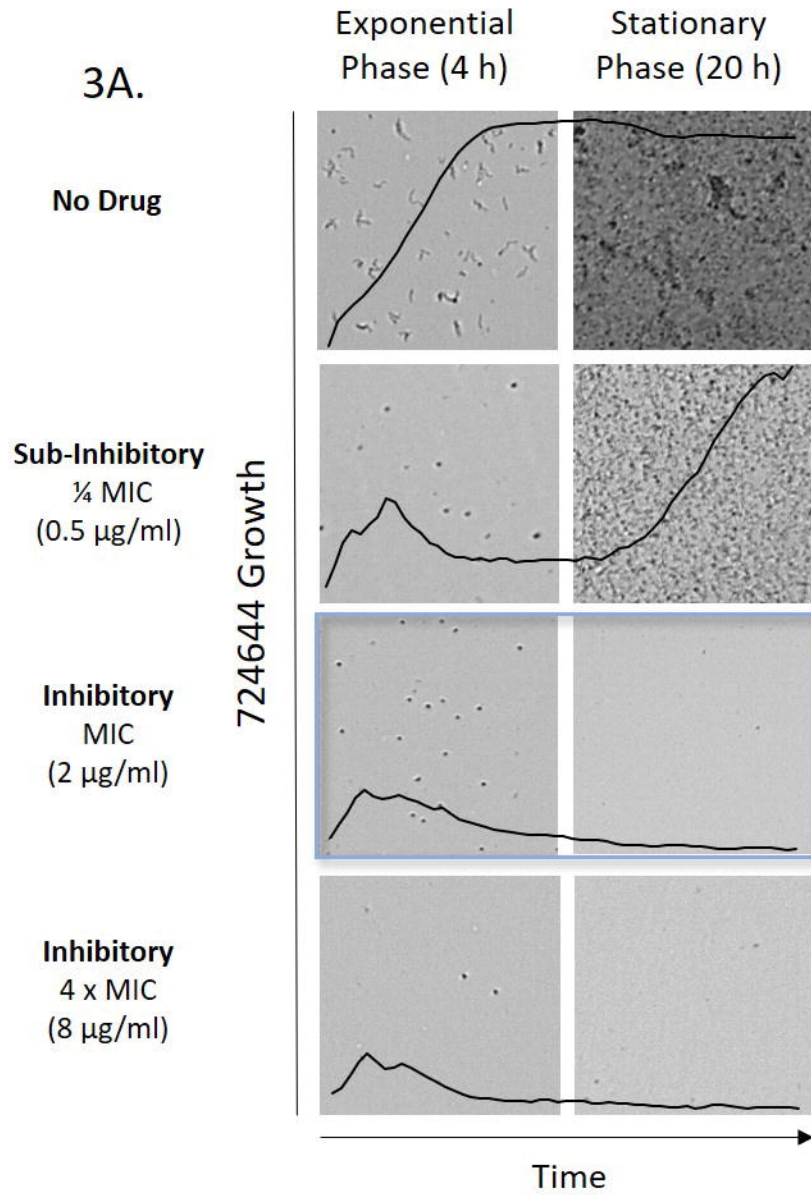 3A.
Exponential
Phase (4 h)
Stationary
Phase (20 h)
No Drug
Sub-Inhibitory
¼ MIC
(0.5 µg/ml)
Inhibitory
MIC
(2 µg/ml)
Inhibitory
4 x MIC
(8 µg/ml)
724644 Growth
Time